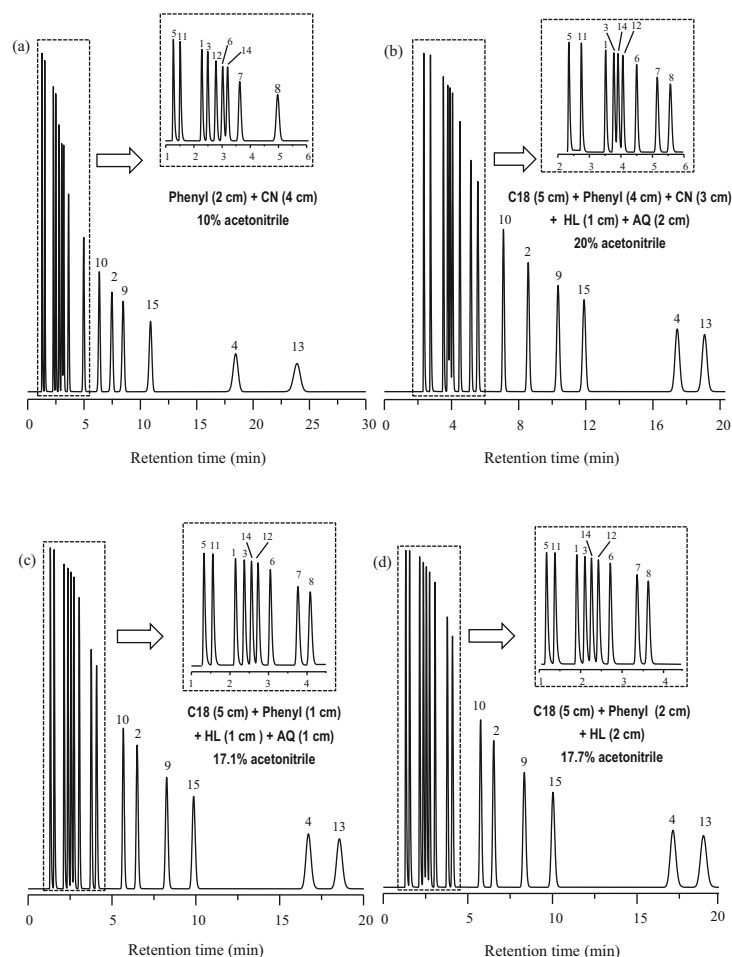 (a)
5 11
1 3
12
6
14
7
8
1 2 3 4 5 6
Phenyl (2 cm) + CN (4 cm)
10% acetonitrile
10
2
9
15
4
13
0 5 10 15 20 25 30
Retention time (min)
(b)
5 11
1
3
14
12
6
7
8
2 3 4 5 6
C18 (5 cm) + Phenyl (4 cm) + CN (3 cm)
+ HL (1 cm) + AQ (2 cm)
20% acetonitrile
10
2
9
15
4
13
0 4 8 12 16 20
Retention time (min)
(c)
5 11
1 3
14
12
6
7
8
2 3 4
C18 (5 cm) + Phenyl (1 cm)
+ HL (1 cm ) + AQ (1 cm)
17.1% acetonitrile
10
2
9
15
4
13
0 5 10 15 20
Retention time (min)
(d)
5 11
1 3
14
12
6
7
8
1 2 3 4
C18 (5 cm) + Phenyl (2 cm)
+ HL (2 cm)
17.7% acetonitrile
10
2
9
15
4
13
0 5 10 15 20
Retention time (min)